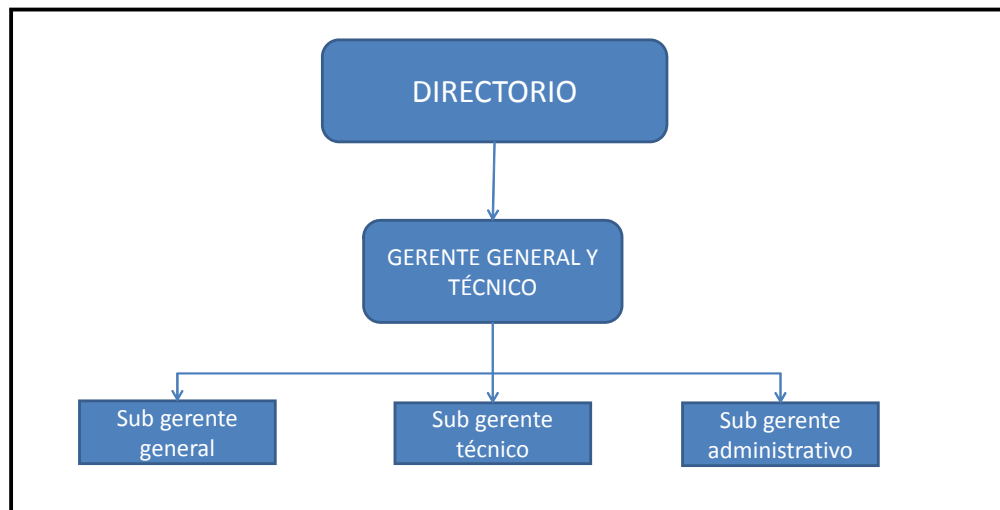 DIRECTORIO
GERENTE GENERAL Y
TÉCNICO
Sub gerente
general
Sub gerente
técnico
Sub gerente
administrativo